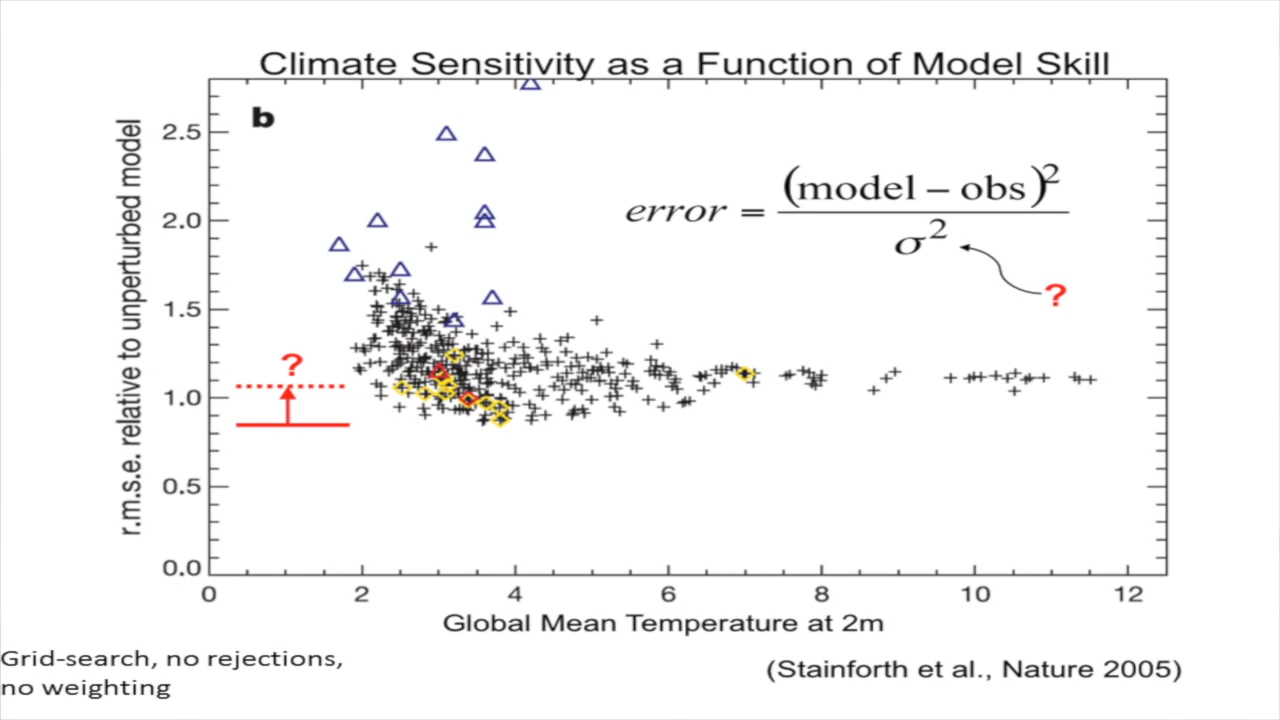 Climate Sensitivity as a Function of Model Skill
b
r.m.s.e. relative to unperturbed model
2.5
2.0
1.5
1.0
0.5
0.0
error = (model – obs)²
σ²
?
?
0 2 4 6 8 10 12
Global Mean Temperature at 2m
Grid-search, no rejections,
no weighting
(Stainforth et al., Nature 2005)